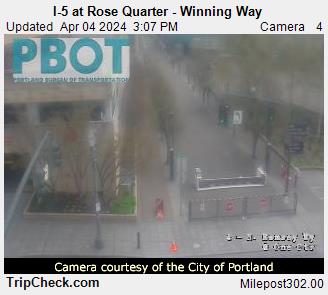 I-5 at Rose Quarter - Winning Way
Updated Apr 04 2024 3:07 PM Camera 4
PBOT
PORTLAND BUREAU OF TRANSPORTATION
Camera courtesy of the City of Portland
TripCheck.com Milepost302.00